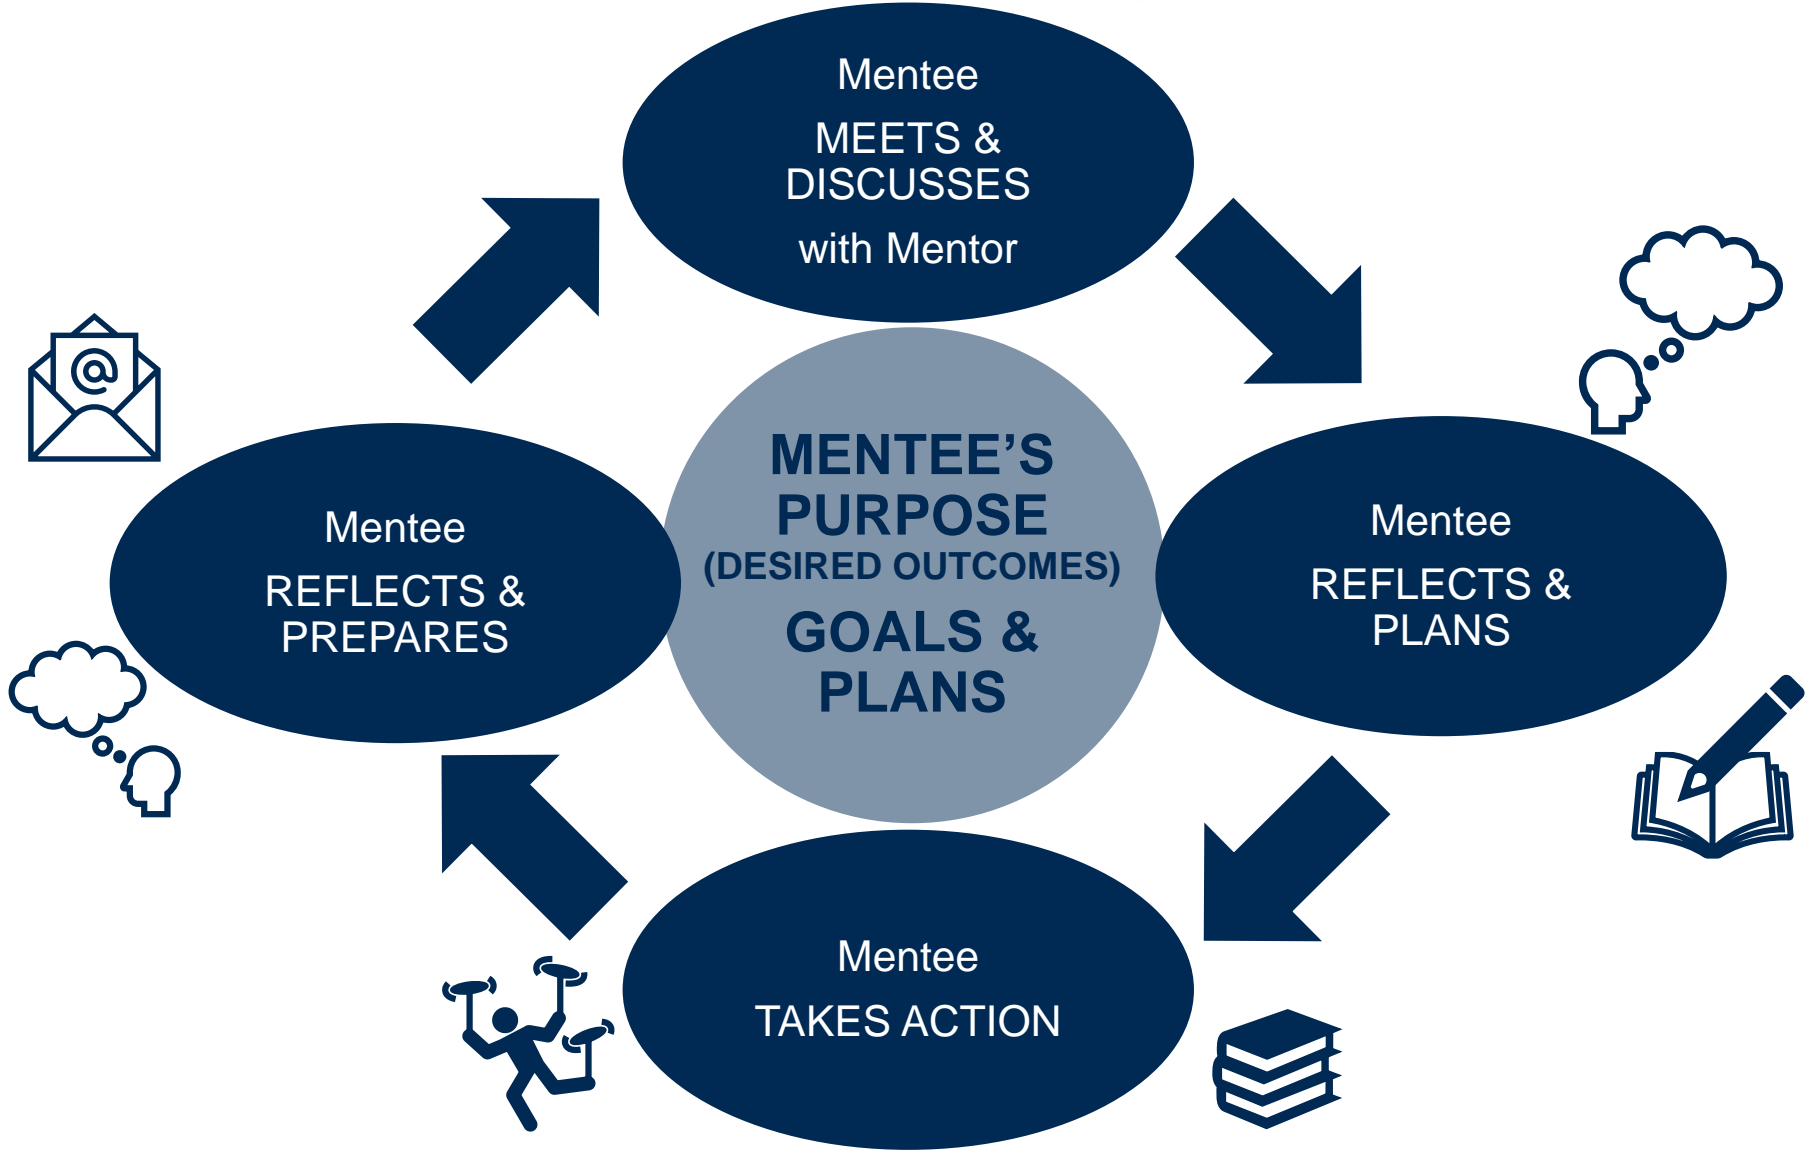 Mentee
MEETS &
DISCUSSES
with Mentor
Mentee
REFLECTS &
PLANS
Mentee
TAKES ACTION
Mentee
REFLECTS &
PREPARES
MENTEE’S
PURPOSE
(DESIRED OUTCOMES)
GOALS &
PLANS
@